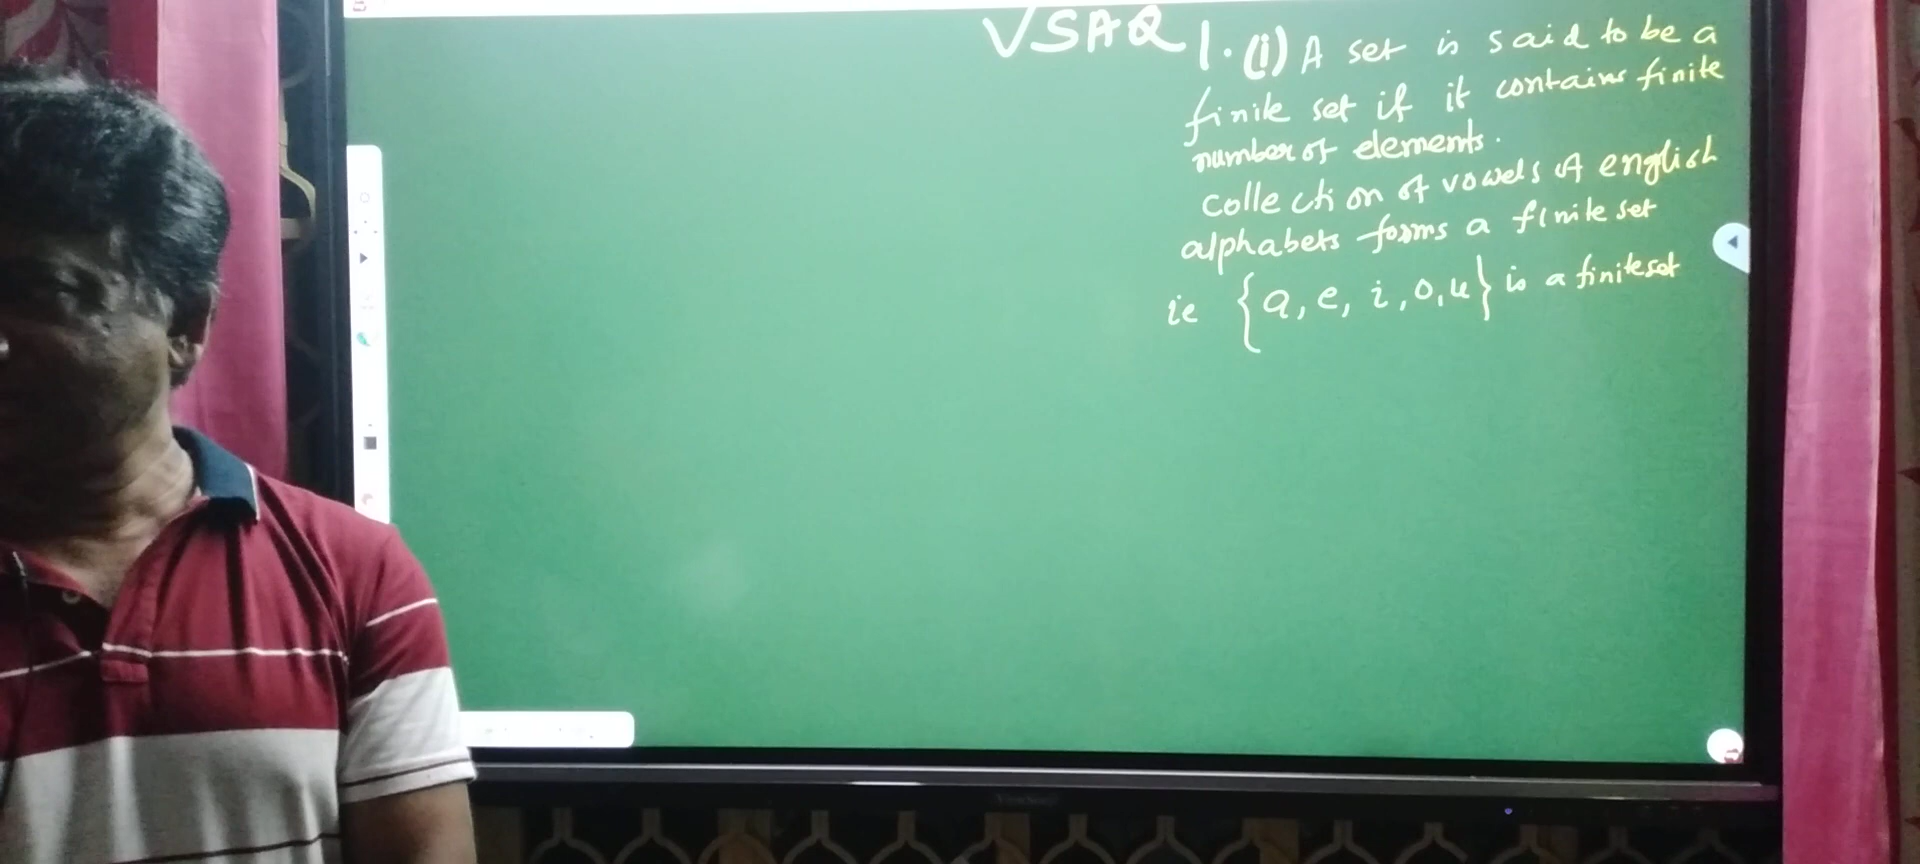 VSAQ 1. (i) A set is said to be a
finite set if it contains finite
number of elements.
Collection of vowels of english
alphabets forms a finite set
ie {a, e, i, o, u} is a finite set